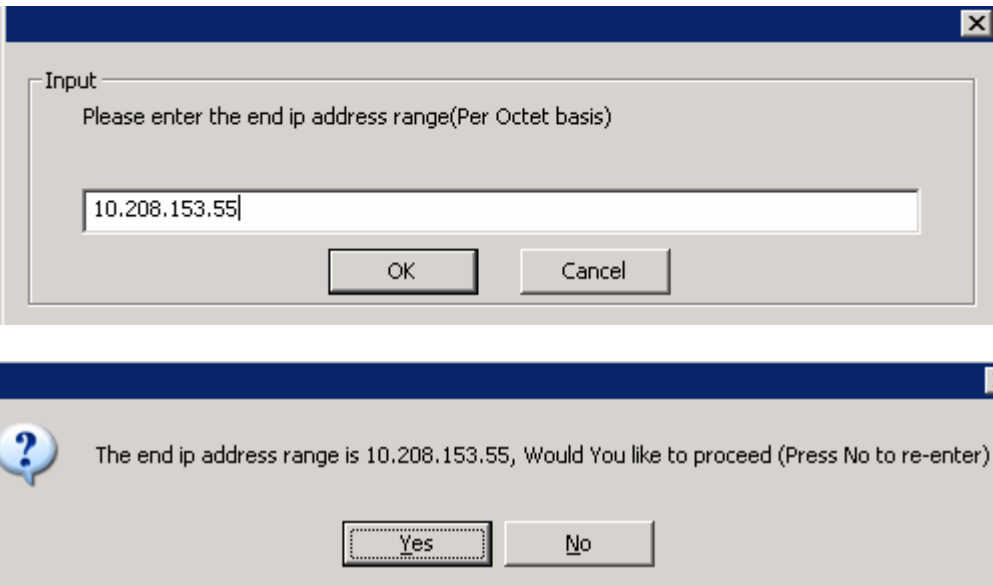 Input
Please enter the end ip address range(Per Octet basis)
10.208.153.55
OK Cancel
The end ip address range is 10.208.153.55, Would You like to proceed (Press No to re-enter)
Yes No